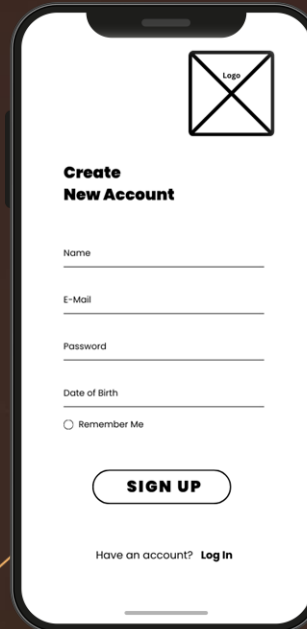 Logo
Create
New Account
Name
E-Mail
Password
Date of Birth
Remember Me
SIGN UP
Have an account? Log In